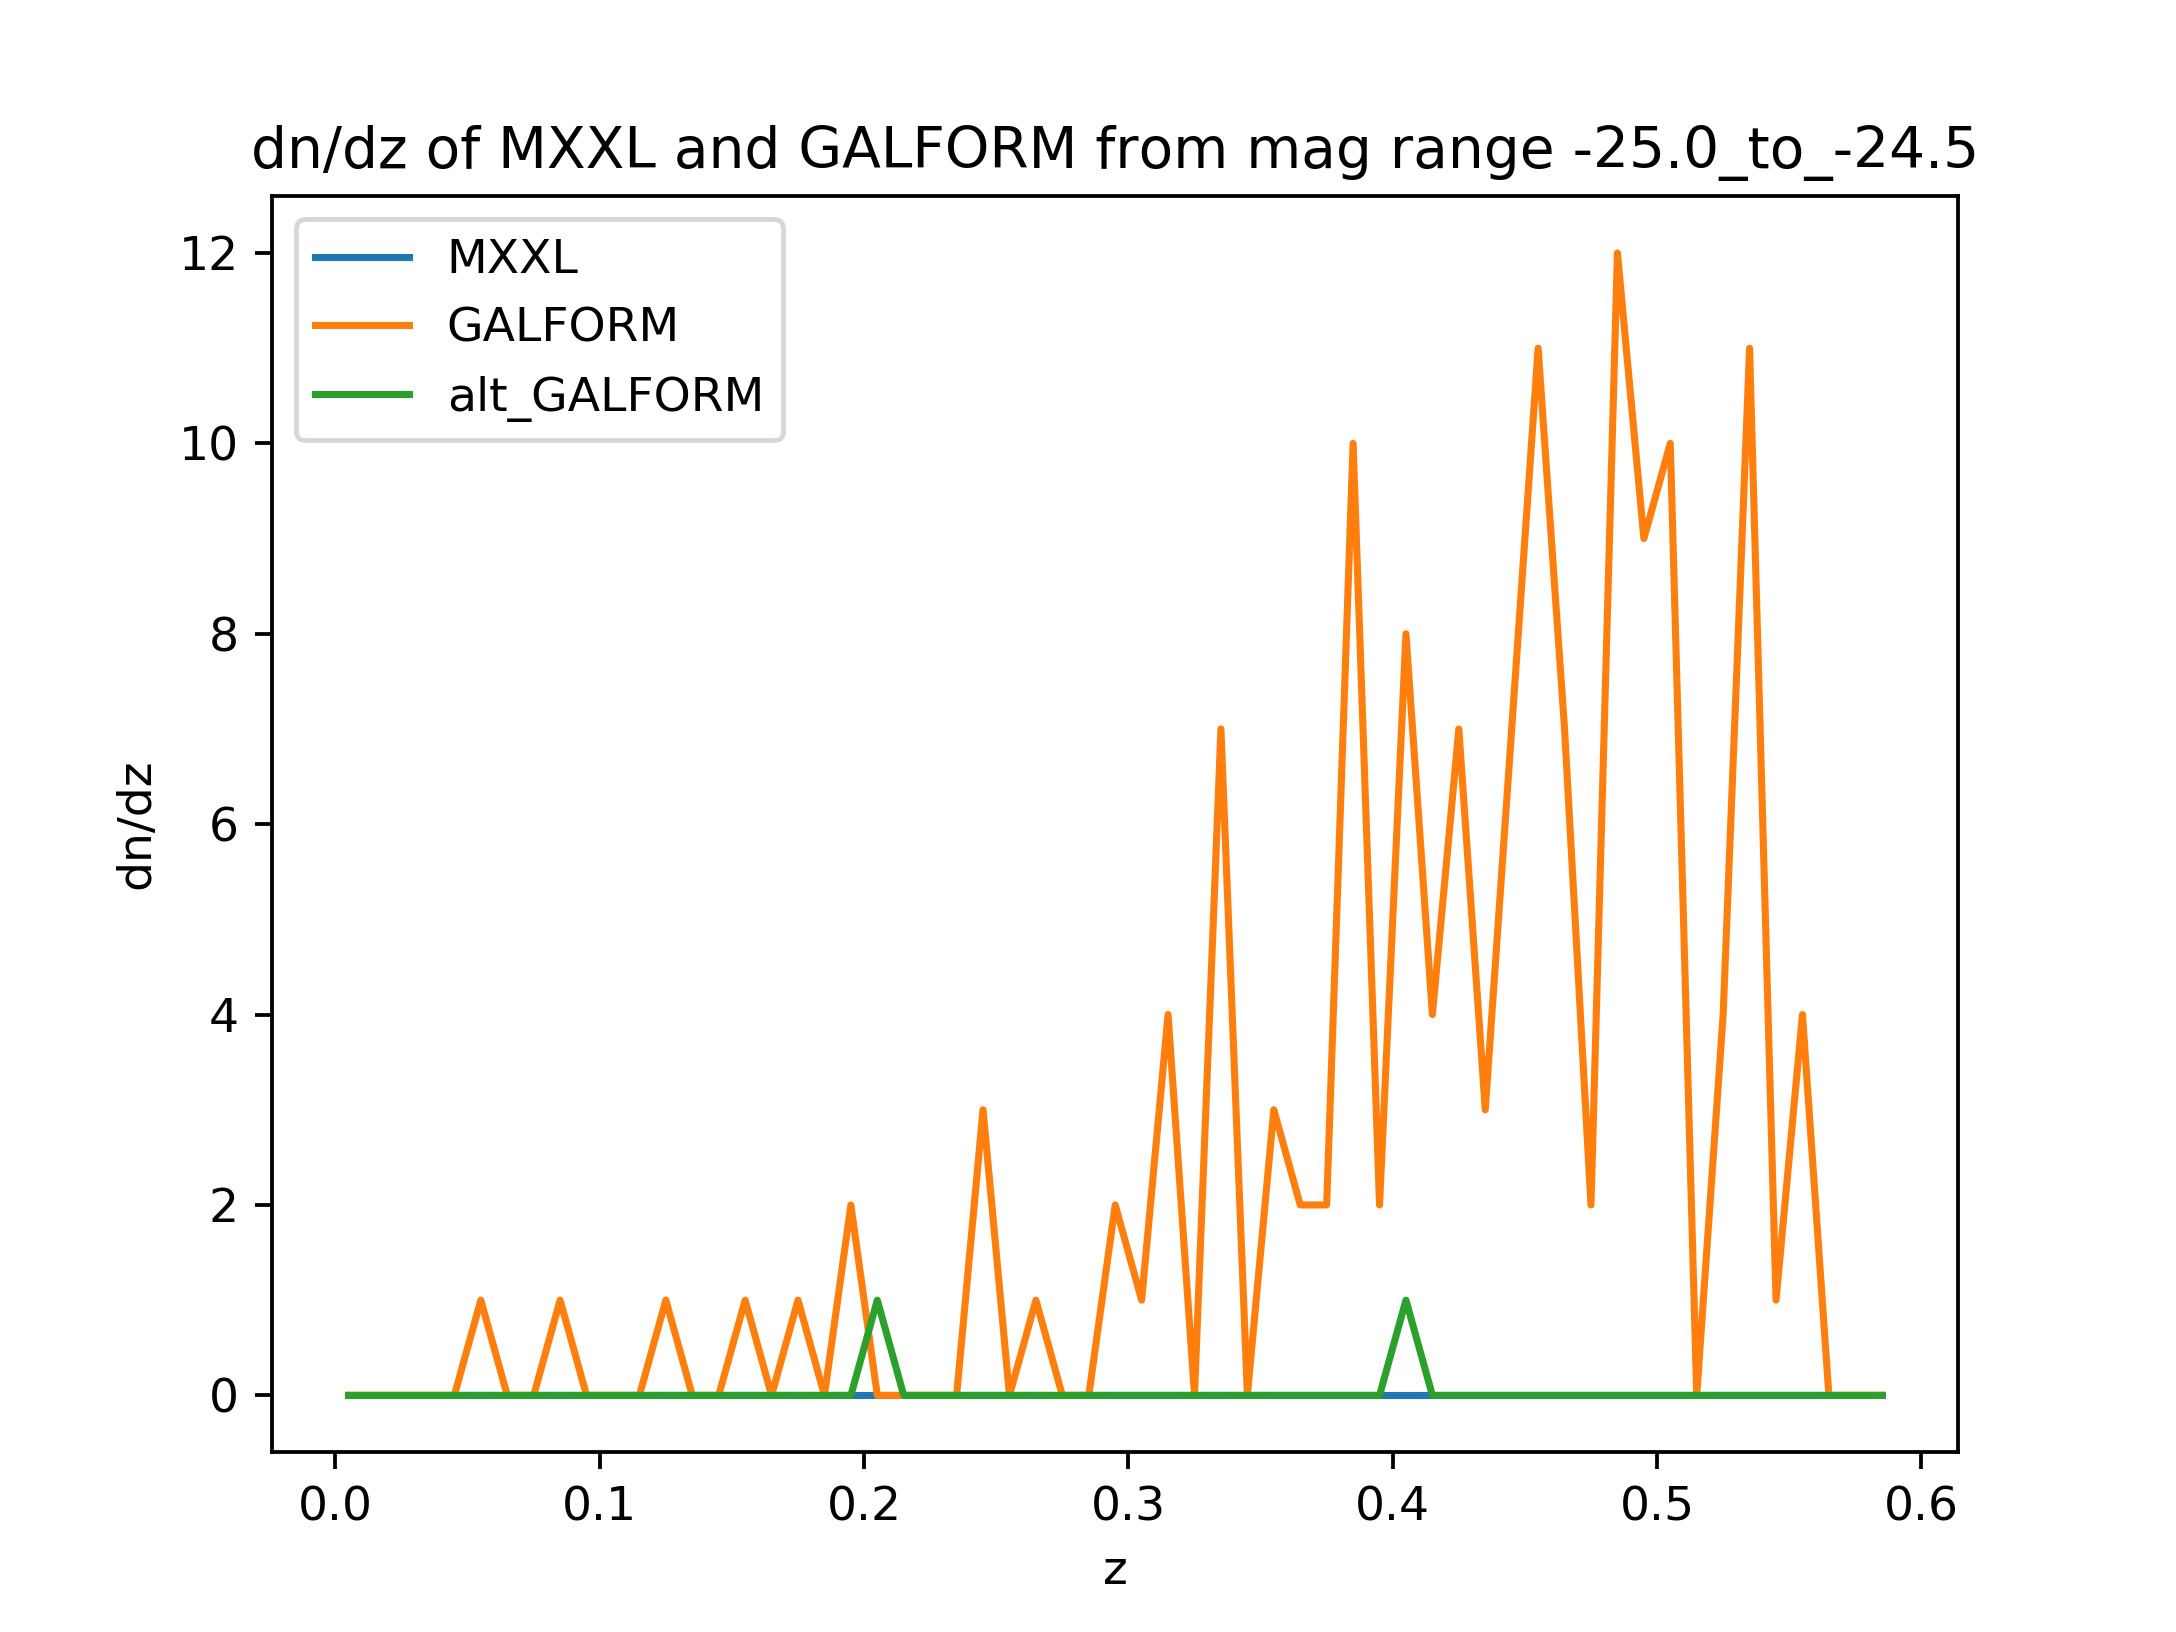 dn/dz of MXXL and GALFORM from mag range -25.0_to_-24.5
MXXL
GALFORM
alt_GALFORM
12
10
8
6
4
2
0
dn/dz
0.0 0.1 0.2 0.3 0.4 0.5 0.6
z